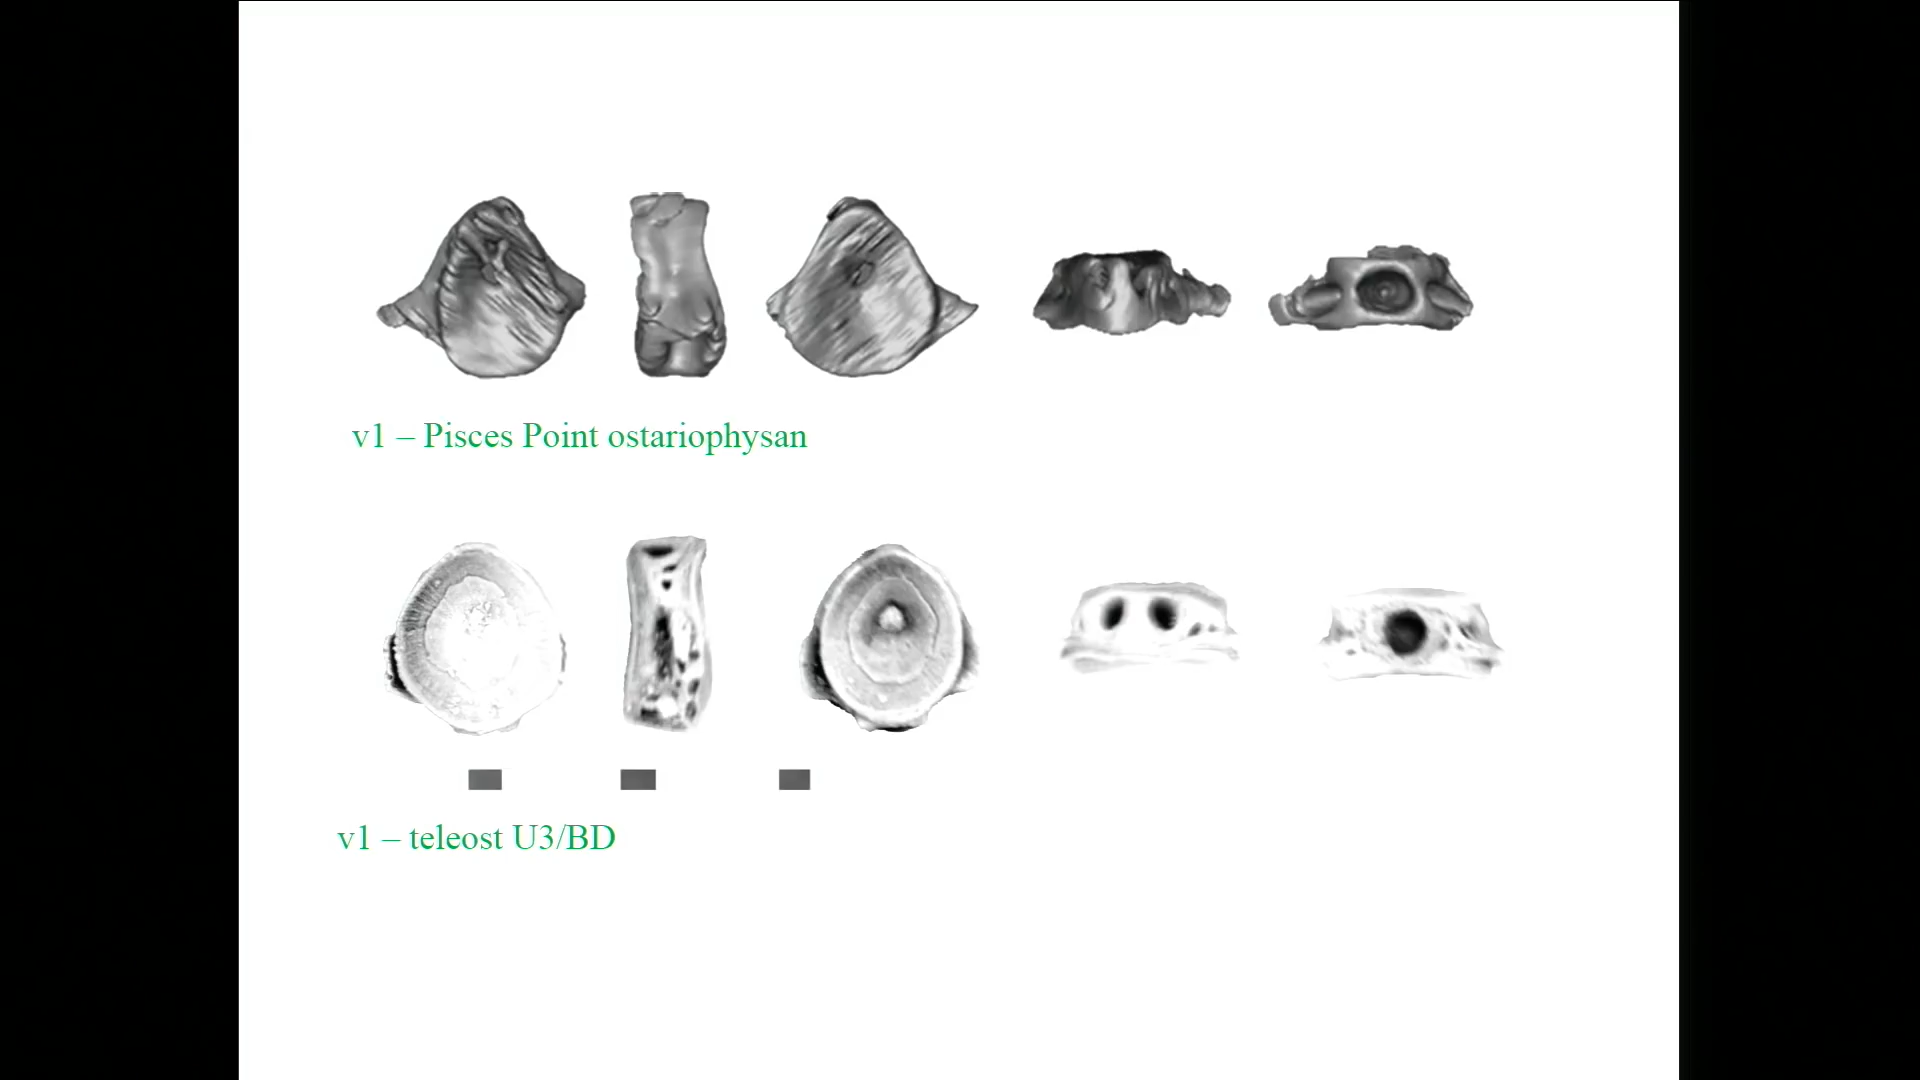 v1 – Pisces Point ostariophysan
v1 – teleost U3/BD